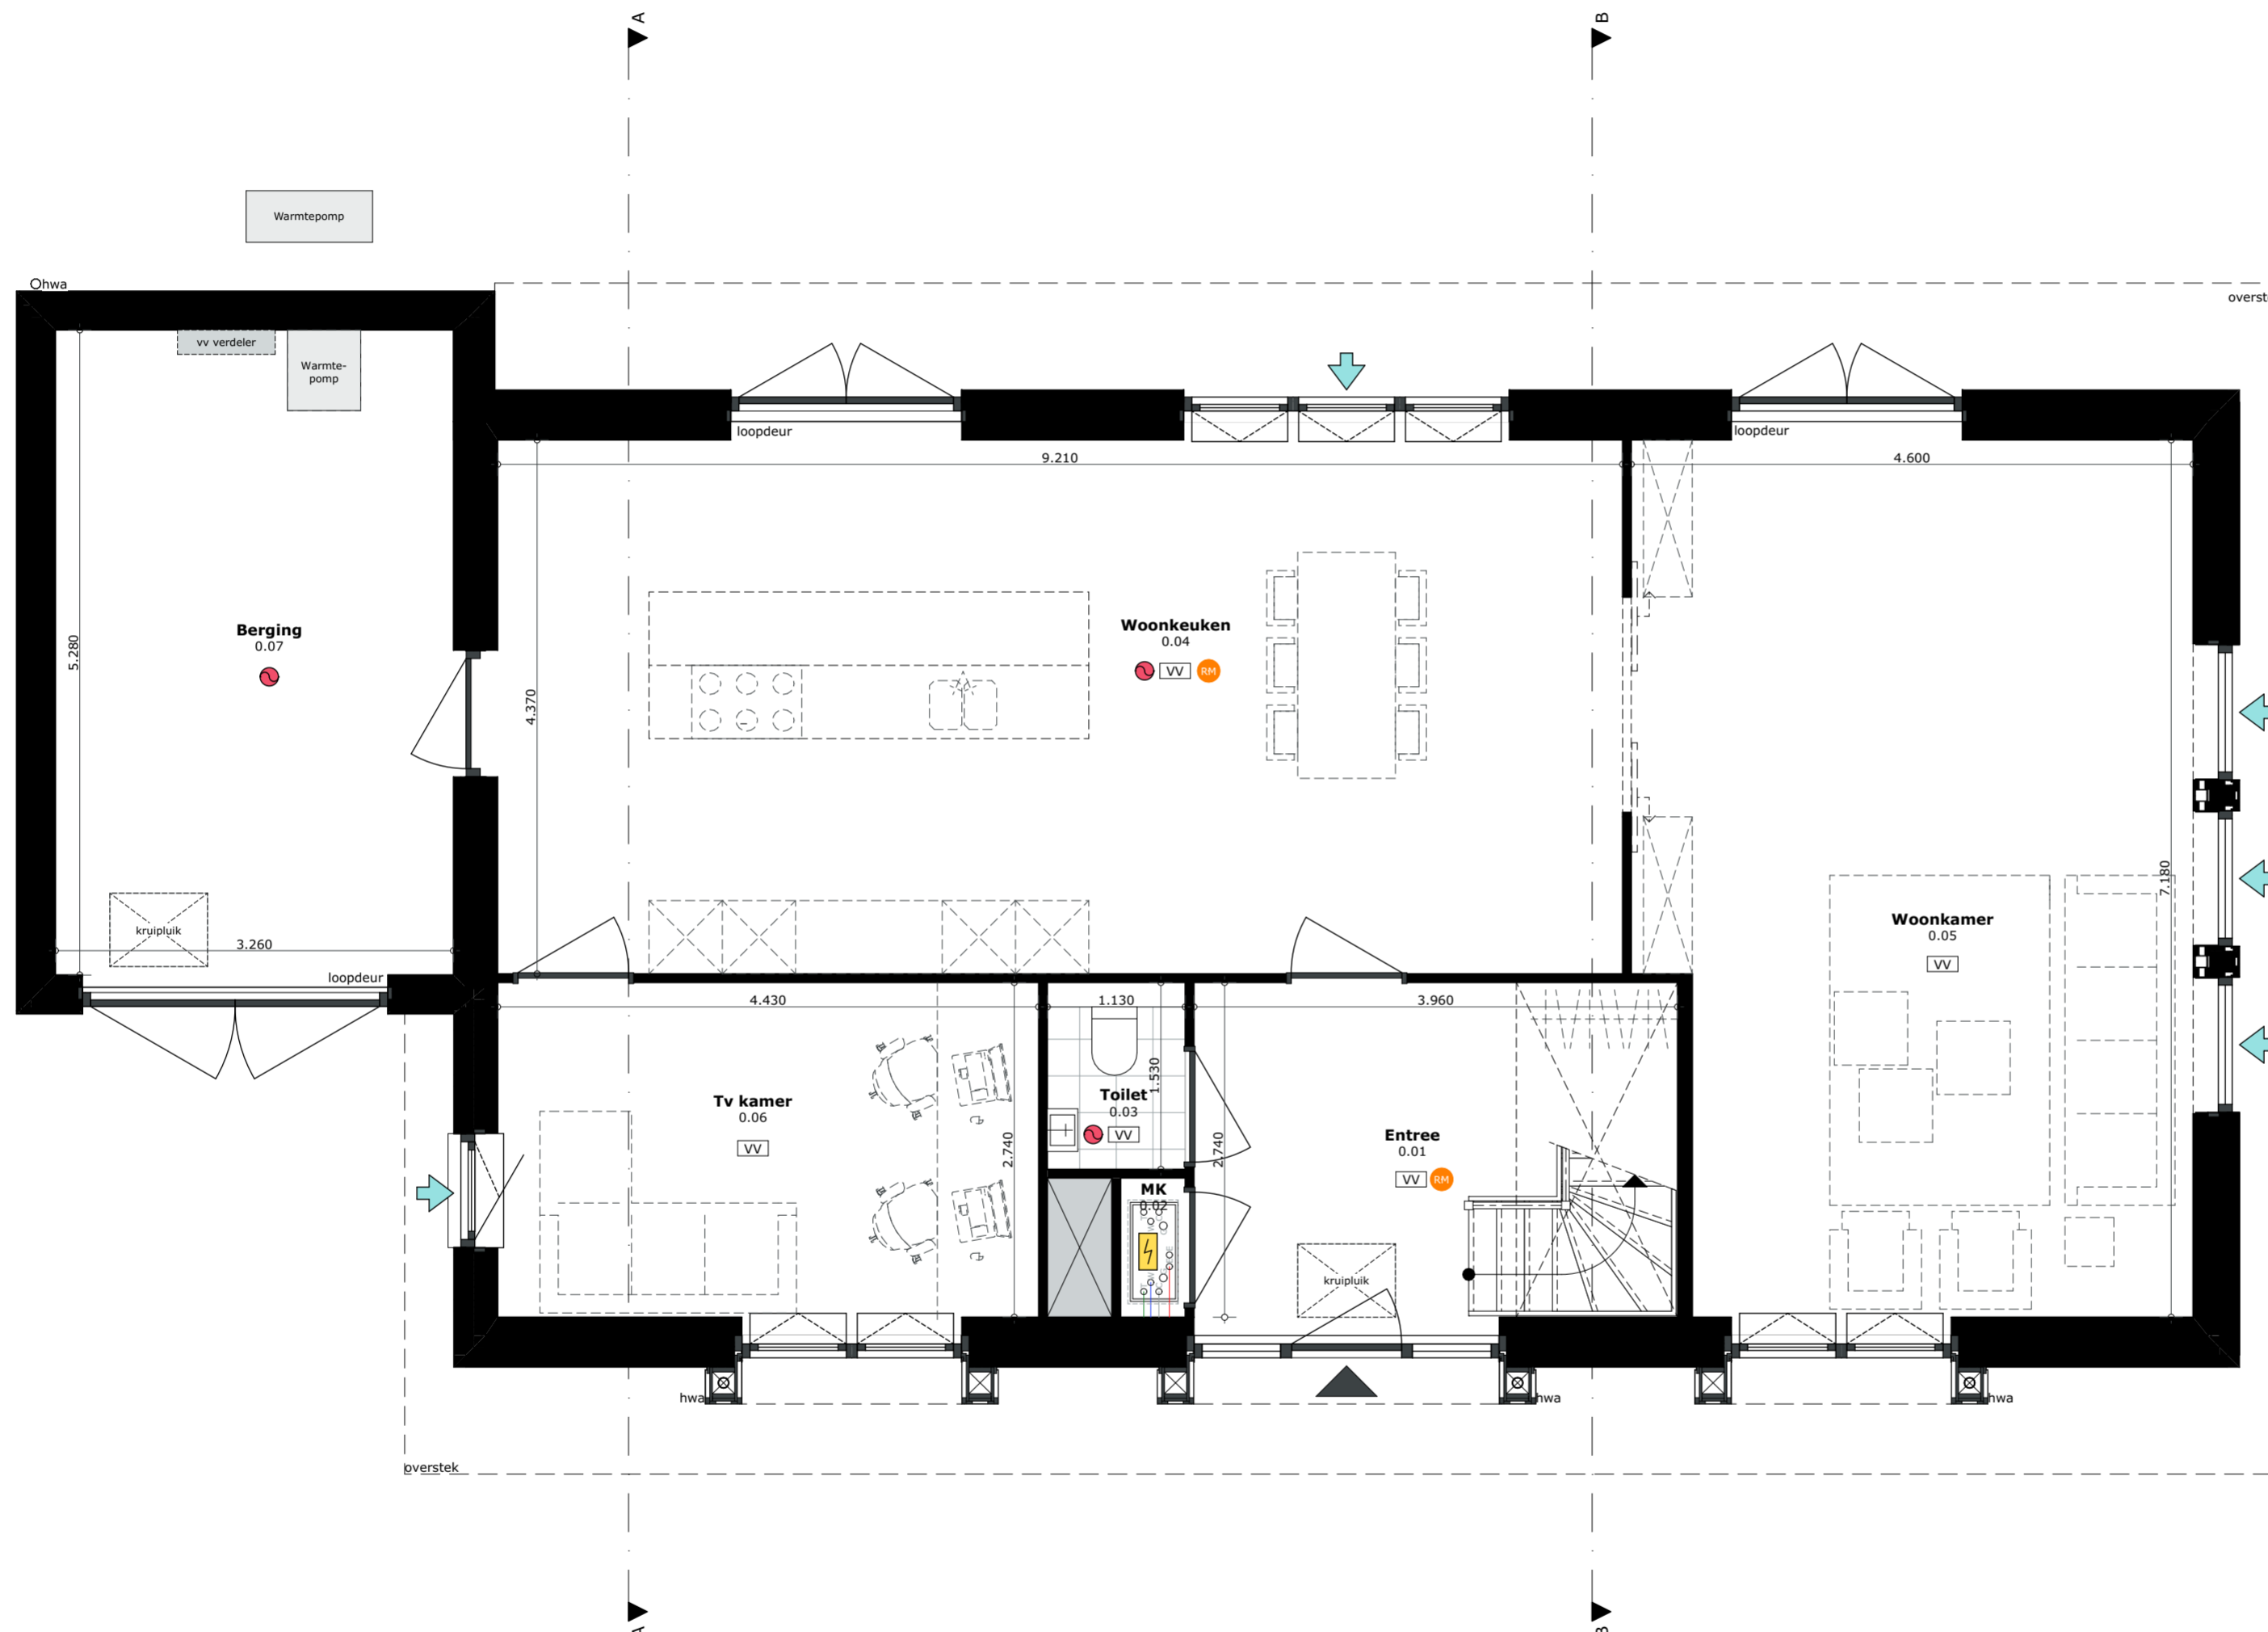 A
B
Warmtepomp
hwa
overst
vv verdeler
Warmte-
pomp
loopdeur
loopdeur
9.210
4.600
Berging
0.07
5.280
Woonkeuken
0.04
VV
RM
4.370
7.180
Woonkamer
0.05
VV
kruipluik
3.260
loopdeur
4.430
1.130
3.960
1.530
Tv kamer
0.06
VV
2.740
Toilet
0.03
VV
2.740
Entree
0.01
VV
RM
MK
0.02
kruipluik
hwa
hwa
hwa
overstek
A
B